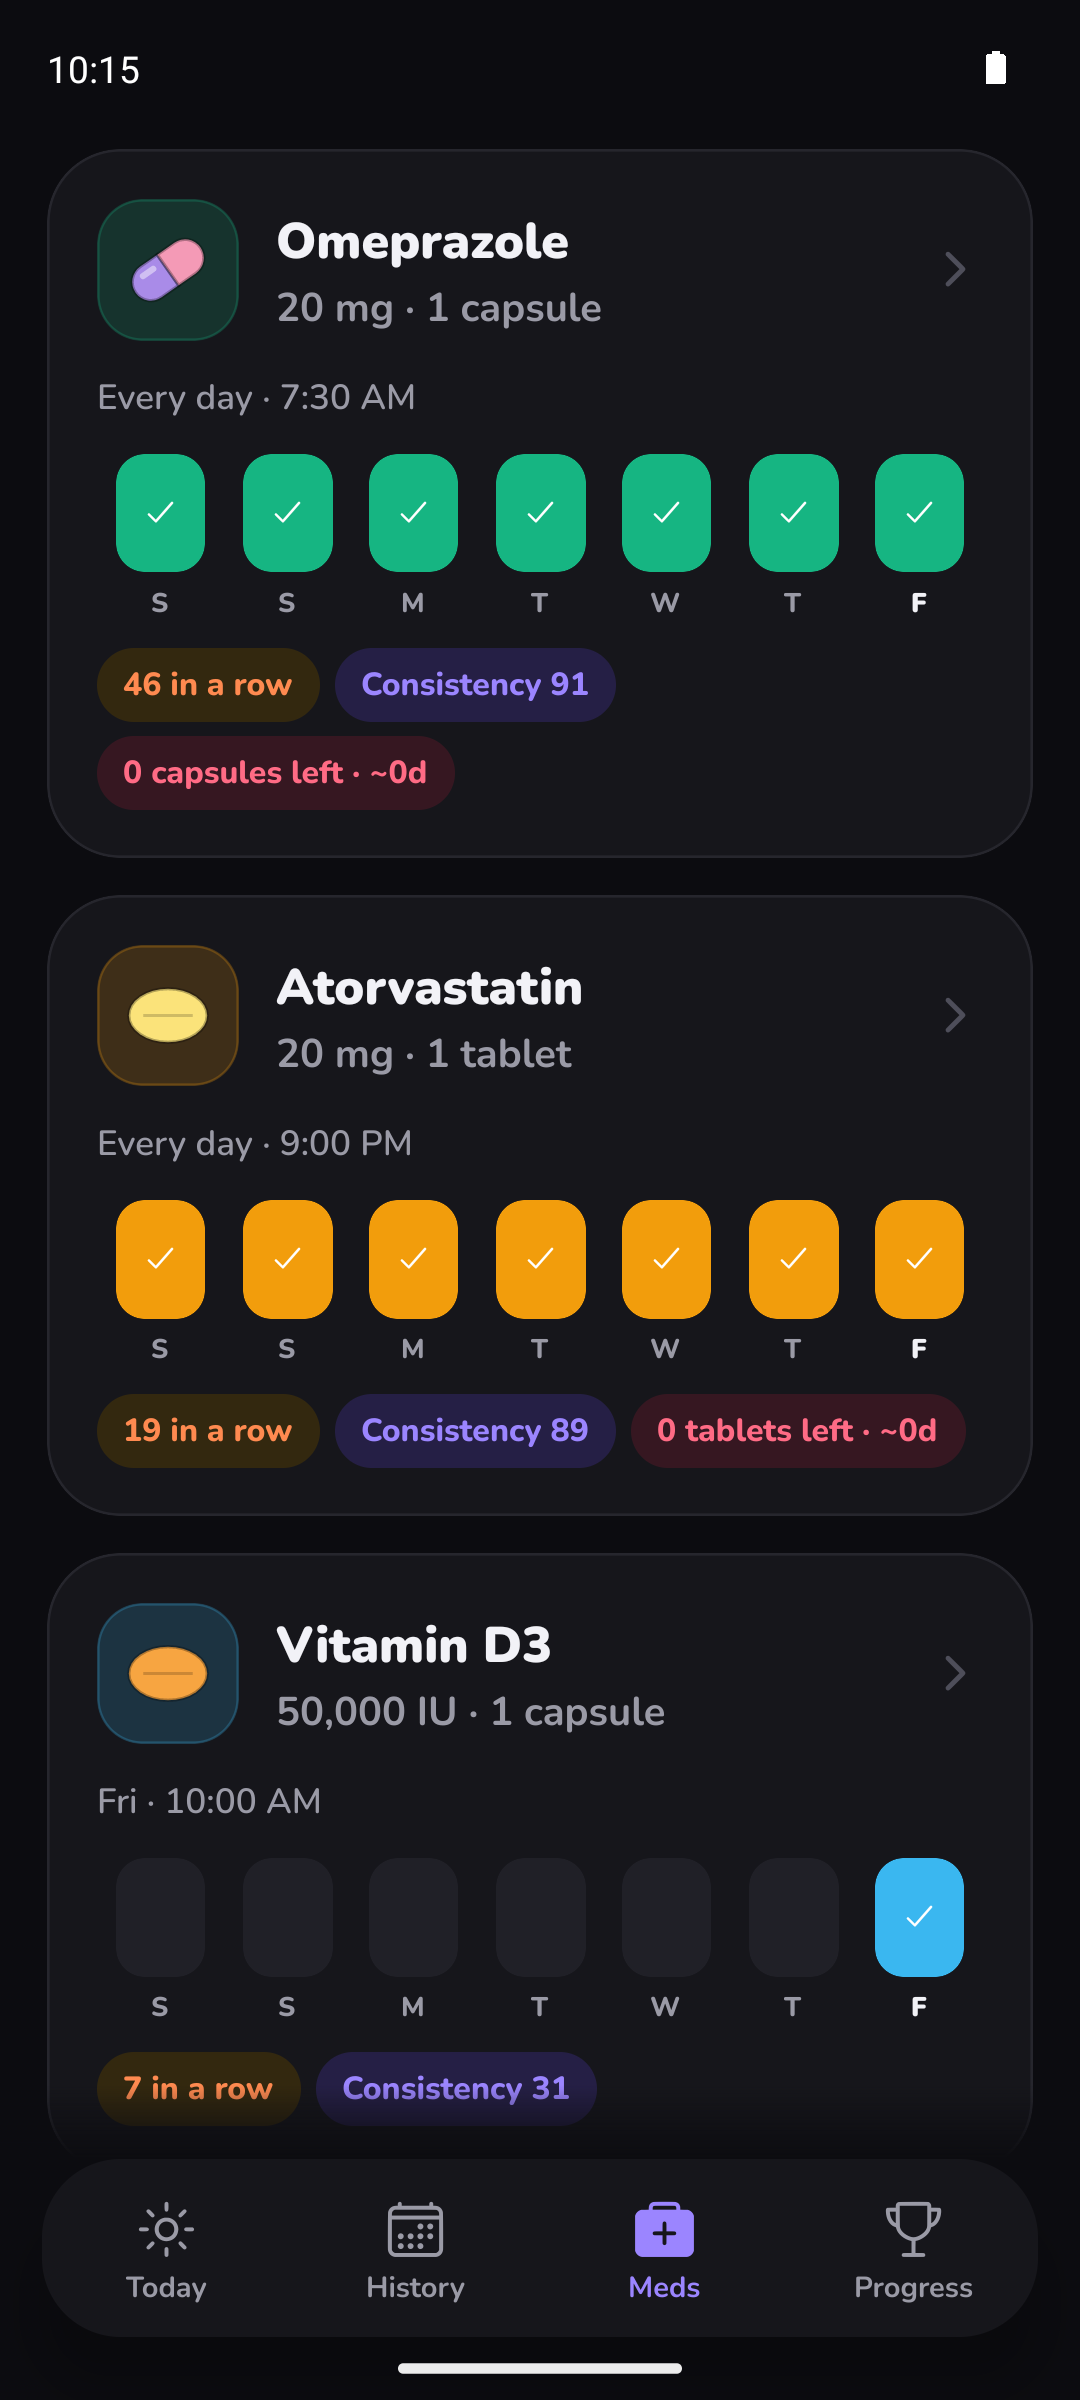 10:15
Omeprazole
20 mg · 1 capsule
Every day · 7:30 AM
S S M T W T F
46 in a row Consistency 91
0 capsules left · ~0d
Atorvastatin
20 mg · 1 tablet
Every day · 9:00 PM
S S M T W T F
19 in a row Consistency 89 0 tablets left · ~0d
Vitamin D3
50,000 IU · 1 capsule
Fri · 10:00 AM
S S M T W T F
7 in a row Consistency 31
Today History Meds Progress